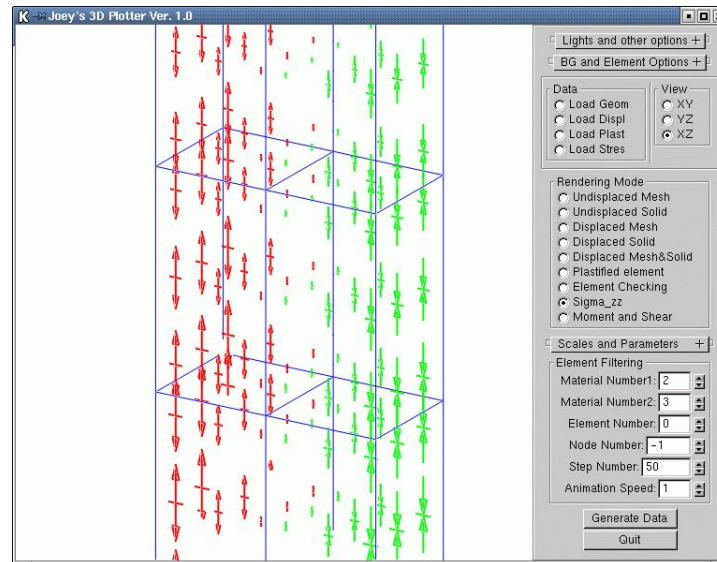 K Joey's 3D Plotter Ver. 1.0
Lights and other options +
BG and Element Options +
Data
Load Geom
Load Displ
Load Plast
Load Stres
View
XY
YZ
XZ
Rendering Mode
Undisplaced Mesh
Undisplaced Solid
Displaced Mesh
Displaced Solid
Displaced Mesh&Solid
Plastified element
Element Checking
Sigma_zz
Moment and Shear
Scales and Parameters +
Element Filtering
Material Number1: 2
Material Number2: 3
Element Number: 0
Node Number: -1
Step Number: 50
Animation Speed: 1
Generate Data
Quit